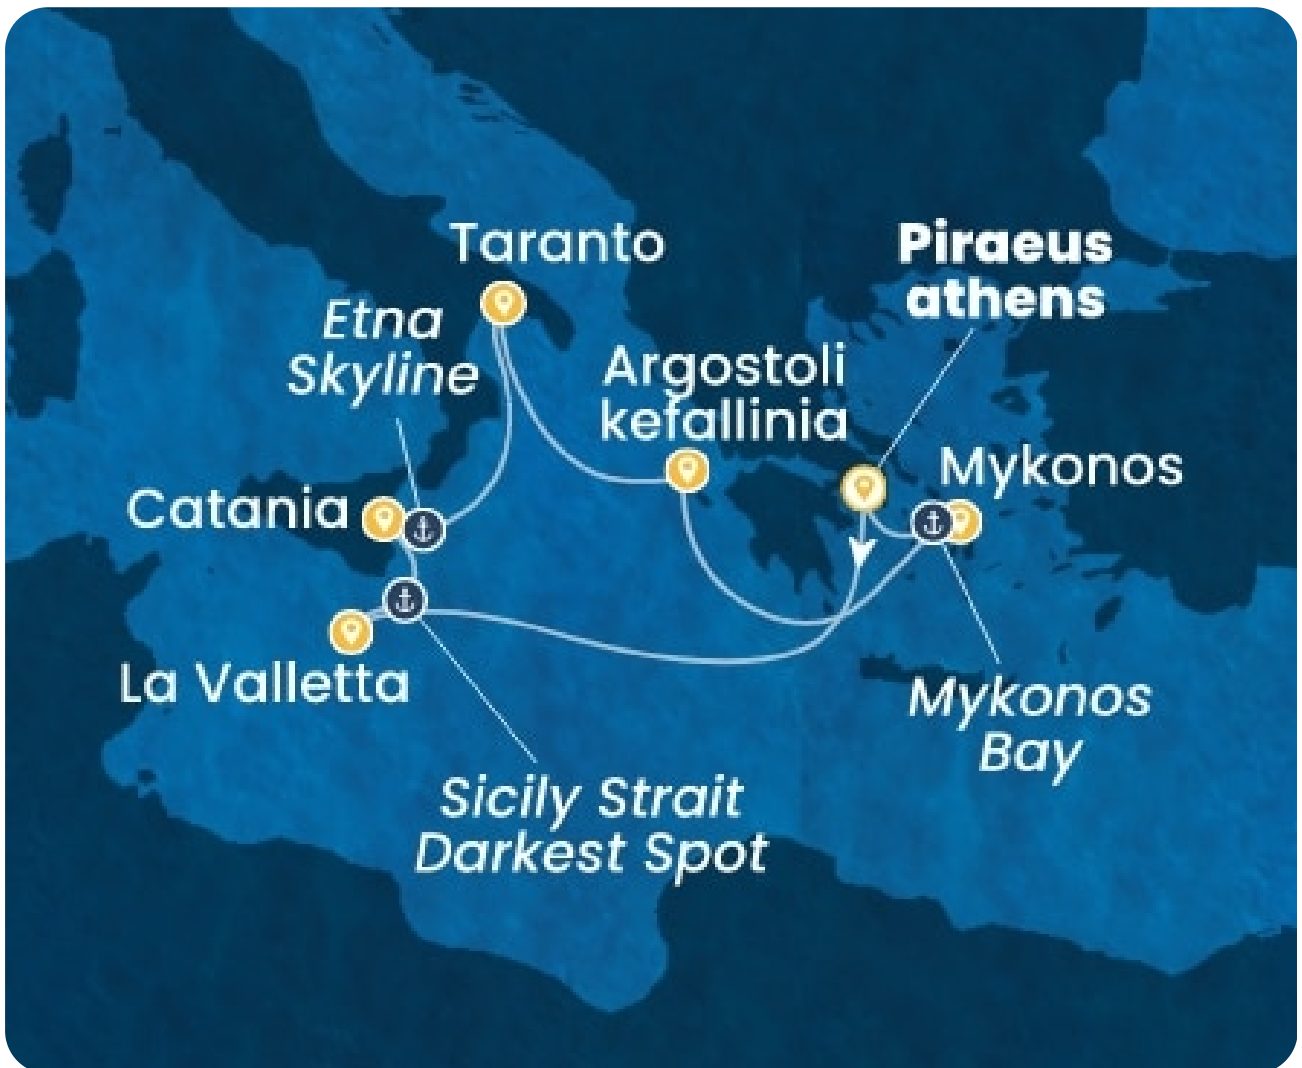 Taranto
Piraeus
athens
Etna
Skyline
Argostoli
kefallinia
Mykonos
Catania
La Valletta
Mykonos
Bay
Sicily Strait
Darkest Spot